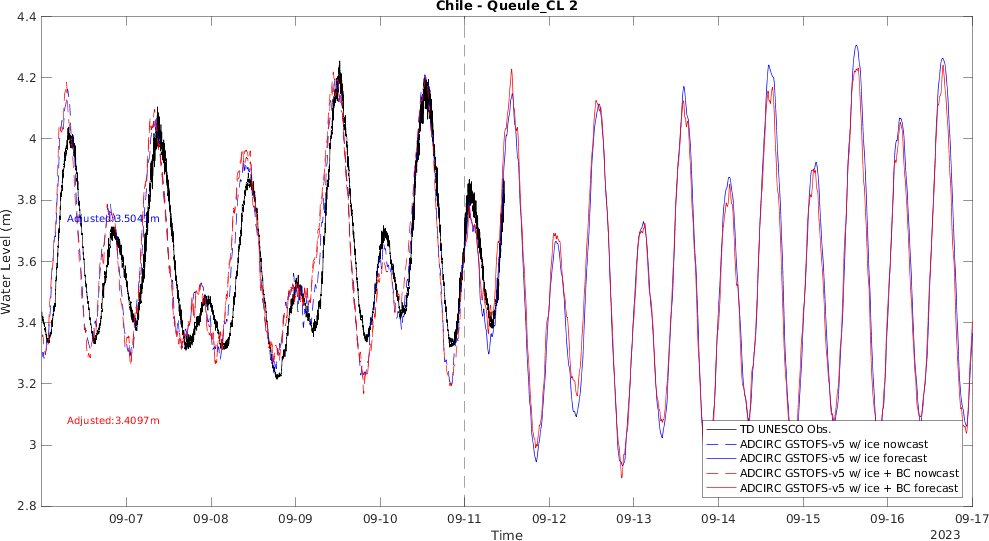 Chile - Queule_CL 2
Water Level (m)
4.4
4.2
4
3.8
3.6
3.4
3.2
3
2.8
Adjusted:3.5045m
Adjusted:3.4097m
TD UNESCO Obs.
ADCIRC GSTOFS-v5 w/ ice nowcast
ADCIRC GSTOFS-v5 w/ ice forecast
ADCIRC GSTOFS-v5 w/ ice + BC nowcast
ADCIRC GSTOFS-v5 w/ ice + BC forecast
09-07 09-08 09-09 09-10 09-11 09-12 09-13 09-14 09-15 09-16 09-17
Time
2023